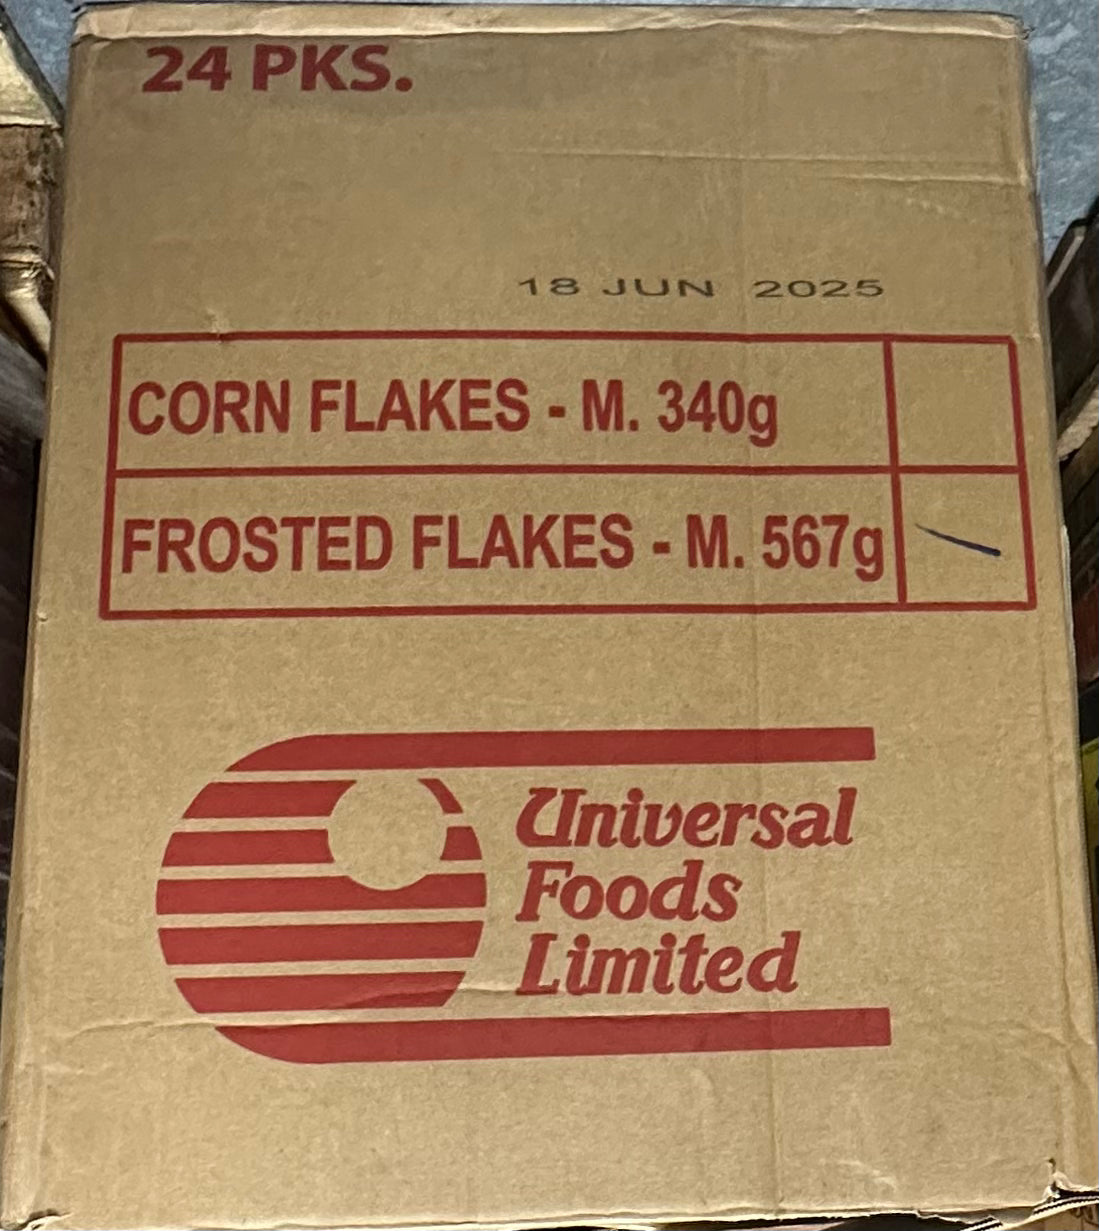 24 PKS.
18 JUN 2025
CORN FLAKES - M. 340g
FROSTED FLAKES - M. 567g
Universal
Foods
Limited